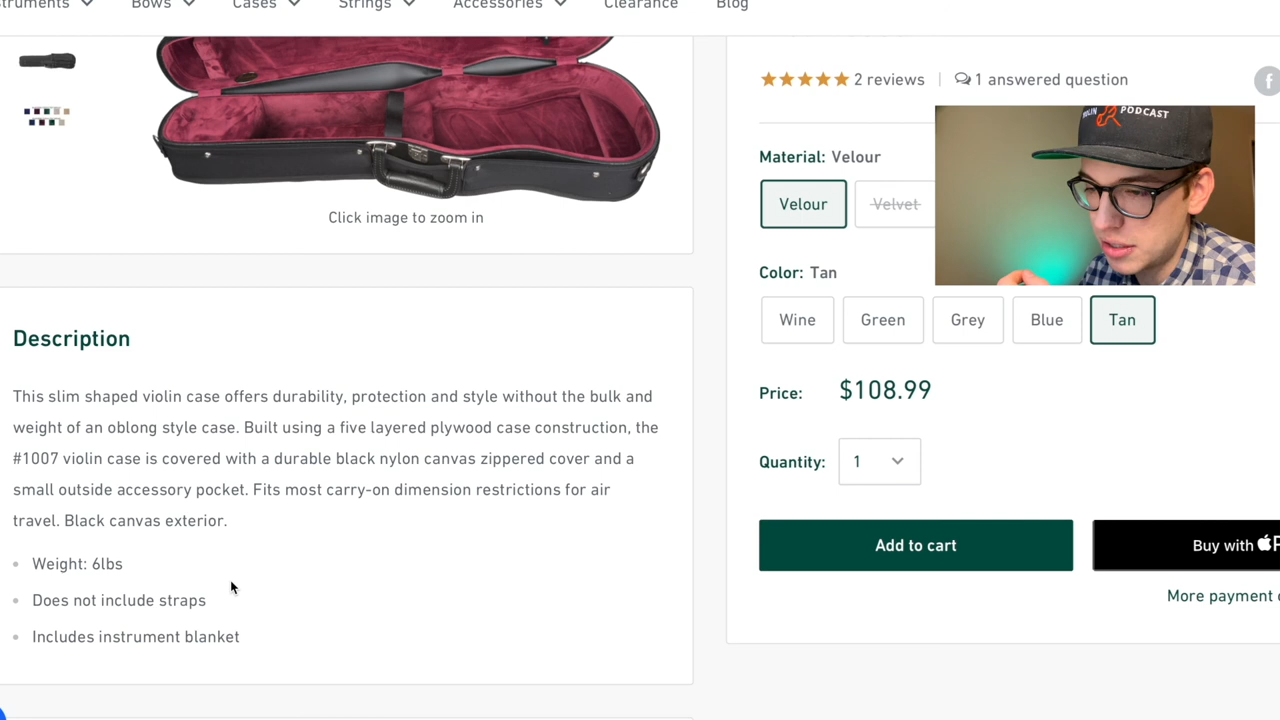 Bows
Cases
Strings
Accessories
Clearance
Blog
2 reviews
1 answered question
PODCAST
Material: Velour
Velour
Velvet
Click image to zoom in
Color: Tan
Wine
Green
Grey
Blue
Tan
Description
This slim shaped violin case offers durability, protection and style without the bulk and
weight of an oblong style case. Built using a five layered plywood case construction, the
#1007 violin case is covered with a durable black nylon canvas zippered cover and a
small outside accessory pocket. Fits most carry-on dimension restrictions for air
travel. Black canvas exterior.
Weight: 6lbs
Does not include straps
Includes instrument blanket
Price: $108.99
Quantity: 1
Add to cart
Buy with
More payment